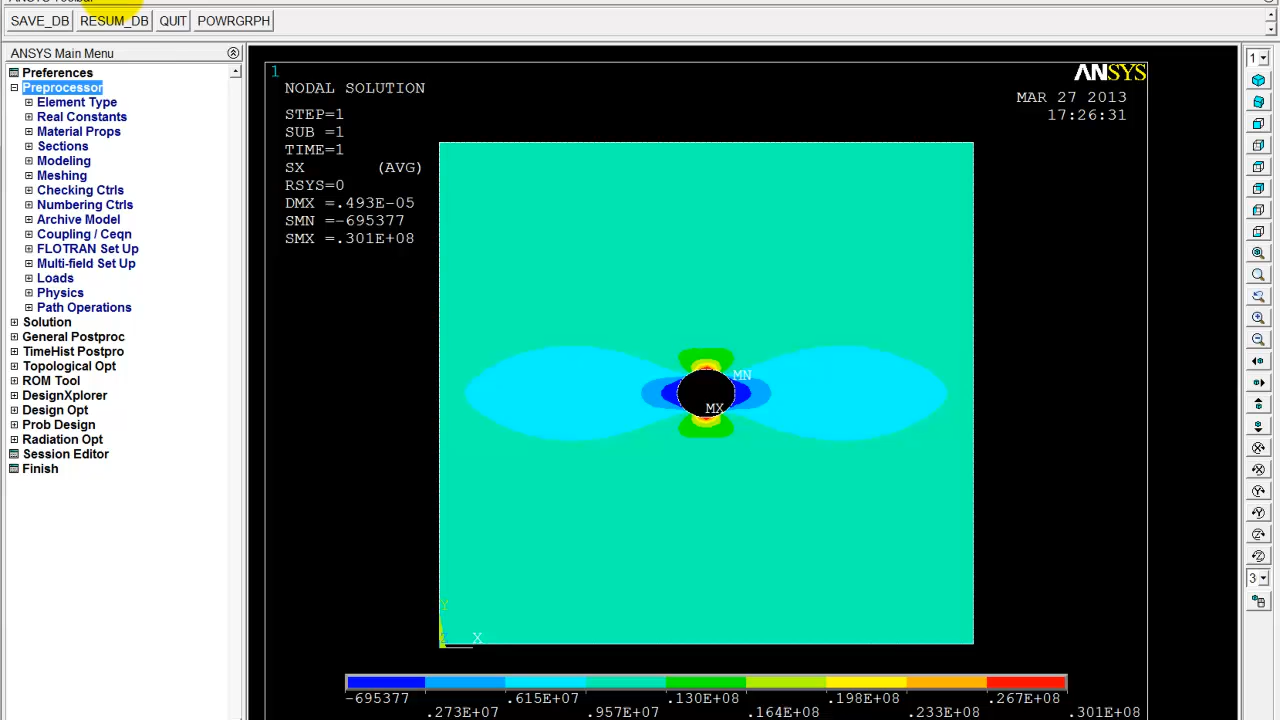 SAVE_DB RESUM_DB QUIT POWRGRPH
ANSYS Main Menu
Preferences
Preprocessor
Element Type
Real Constants
Material Props
Sections
Modeling
Meshing
Checking Ctrls
Numbering Ctrls
Archive Model
Coupling / Ceqn
FLOTRAN Set Up
Multi-field Set Up
Loads
Physics
Path Operations
Solution
General Postproc
TimeHist Postpro
Topological Opt
ROM Tool
DesignXplorer
Design Opt
Prob Design
Radiation Opt
Session Editor
Finish
1
NODAL SOLUTION
STEP=1
SUB =1
TIME=1
SX (AVG)
RSYS=0
DMX =.493E-05
SMN =-695377
SMX =.301E+08
ANSYS
MAR 27 2013
17:26:31
MN
MX
Y
Z X
-695377 .615E+07 .130E+08 .198E+08 .267E+08
.273E+07 .957E+07 .164E+08 .233E+08 .301E+08
1
3